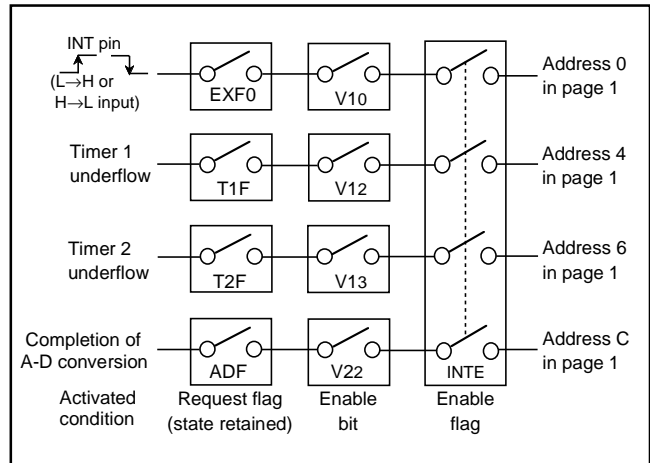 INT pin
(L→H or
H→L input)
EXF0
V10
Address 0
in page 1
Timer 1
underflow
T1F
V12
Address 4
in page 1
Timer 2
underflow
T2F
V13
Address 6
in page 1
Completion of
A-D conversion
ADF
V22
INTE
Address C
in page 1
Activated
condition
Request flag
(state retained)
Enable
bit
Enable
flag